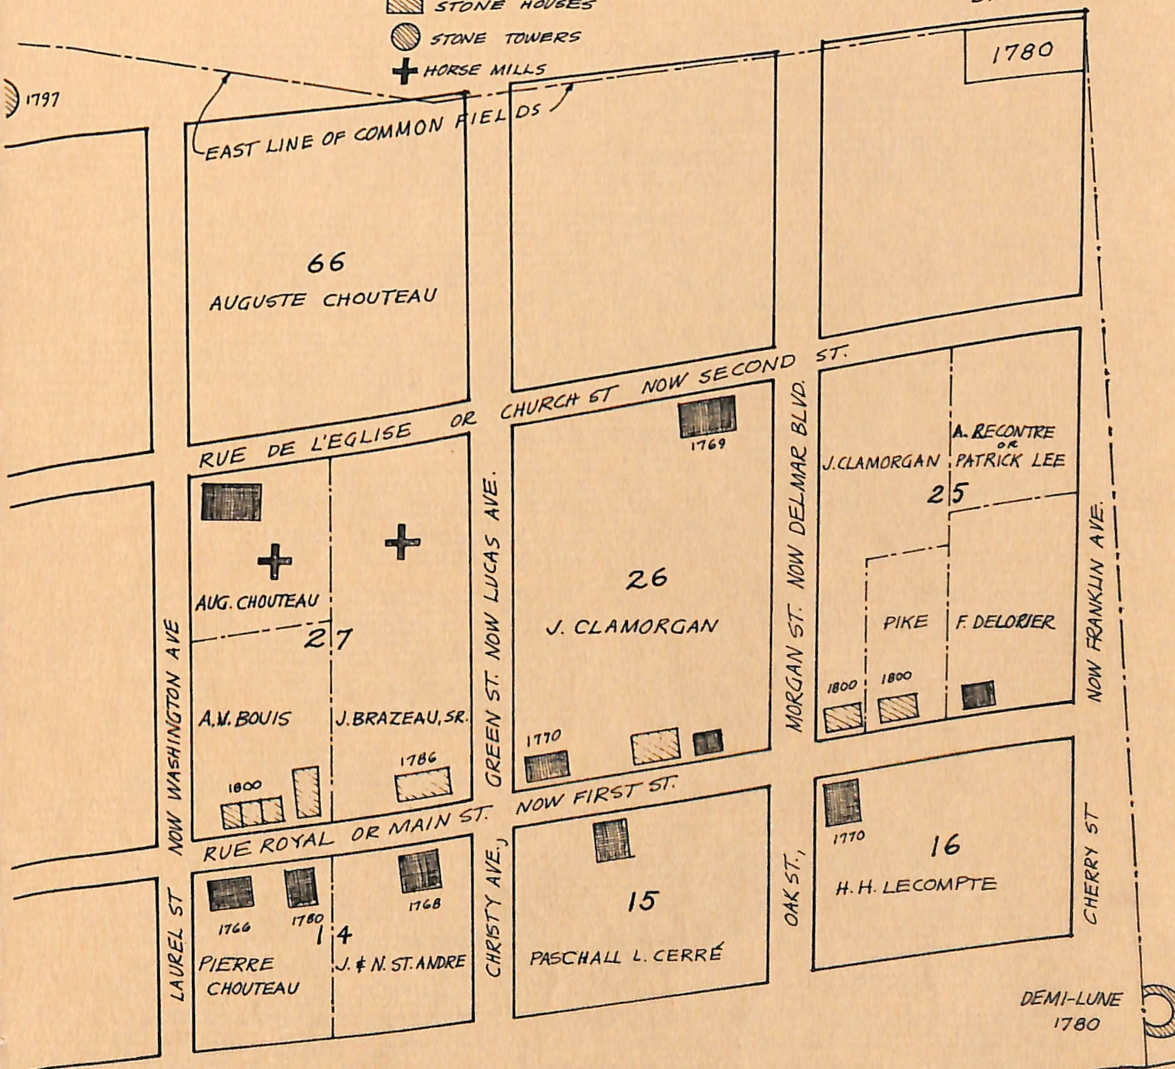 STONE HOUSES
STONE TOWERS
HORSE MILLS
1797
EAST LINE OF COMMON FIELDS
1780
66
AUGUSTE CHOUTEAU
RUE DE L'EGLISE OR CHURCH ST NOW SECOND ST.
1769
AUG. CHOUTEAU
27
A.V. BOUIS
J. BRAZEAU, SR.
1800
1786
26
J. CLAMORGAN
1770
J. CLAMORGAN
A. RECONTRE
OR
PATRICK LEE
25
PIKE
F. DELORIER
1800
1800
RUE ROYAL OR MAIN ST. NOW FIRST ST.
1766
1780
1768
14
PIERRE
CHOUTEAU
J. & N. ST. ANDRE
15
PASCHALL L. CERRÉ
1770
16
H. H. LECOMPTE
LAUREL ST NOW WASHINGTON AVE
CHRISTY AVE., GREEN ST. NOW LUCAS AVE.
OAK ST., MORGAN ST. NOW DELMAR BLVD.
CHERRY ST NOW FRANKLIN AVE.
DEMI-LUNE
1780